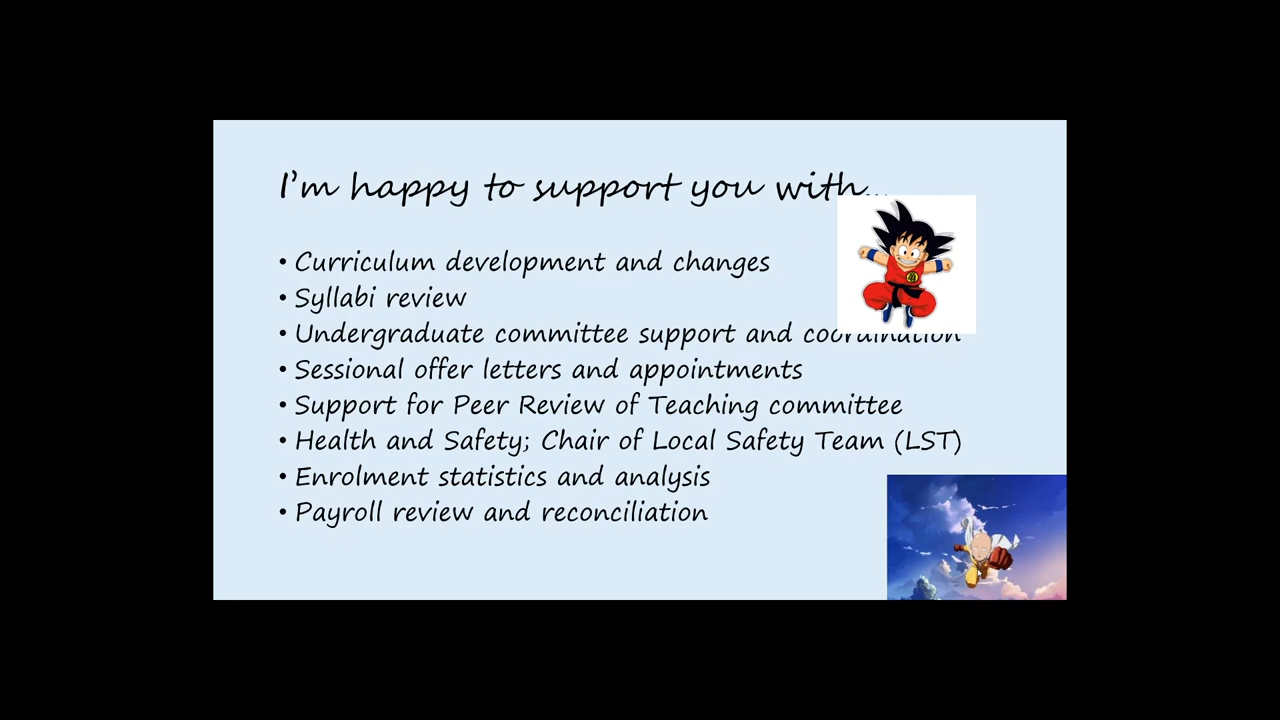 I'm happy to support you with...
• Curriculum development and changes
• Syllabi review
• Undergraduate committee support and coordination
• Sessional offer letters and appointments
• Support for Peer Review of Teaching committee
• Health and Safety; Chair of Local Safety Team (LST)
• Enrolment statistics and analysis
• Payroll review and reconciliation